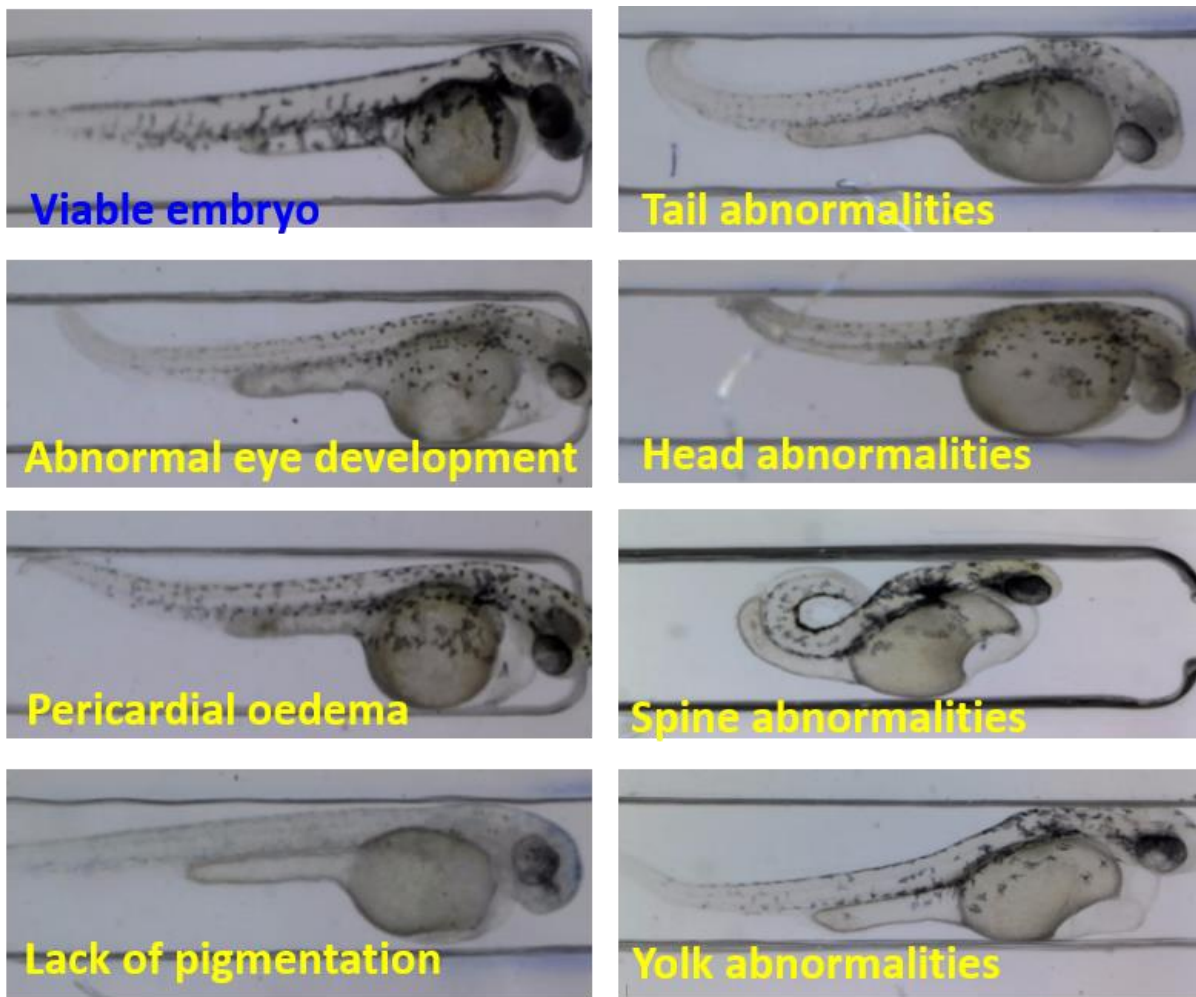 Viable embryo
Tail abnormalities
Abnormal eye development
Head abnormalities
Pericardial oedema
Spine abnormalities
Lack of pigmentation
Yolk abnormalities